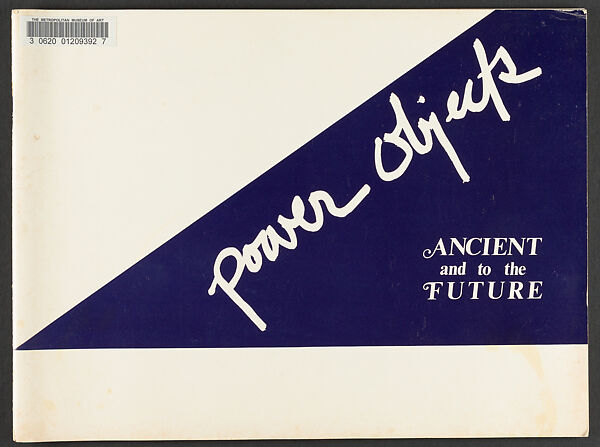 THE METROPOLITAN MUSEUM OF ART
3 0620 01209392 7
power objects
ANCIENT
and to the
FUTURE